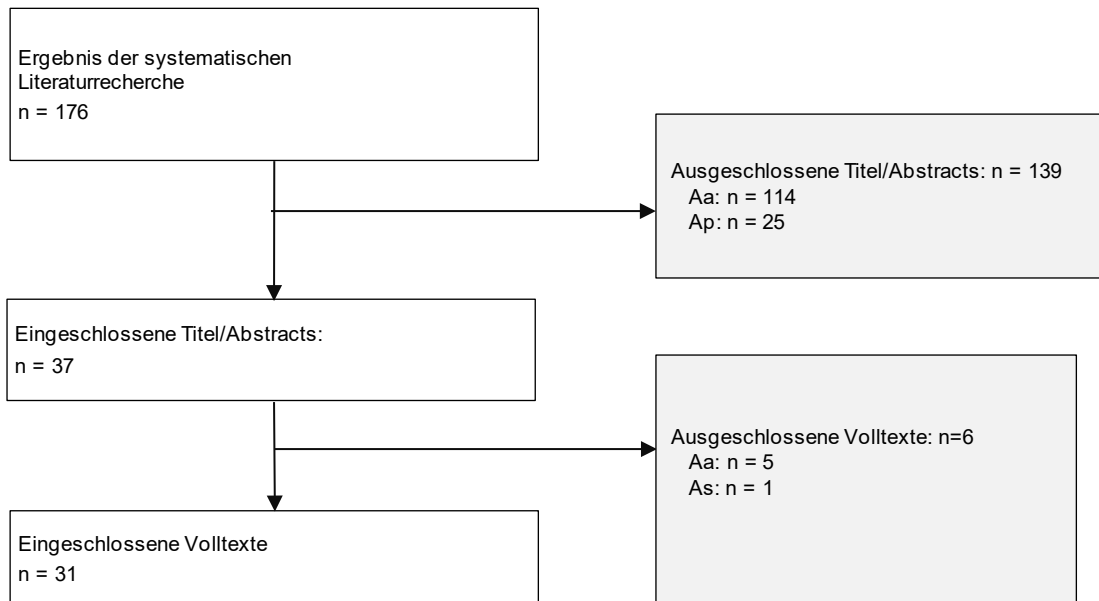 Ergebnis der systematischen
Literaturrecherche
n = 176
Ausgeschlossene Titel/Abstracts: n = 139
Aa: n = 114
Ap: n = 25
Eingeschlossene Titel/Abstracts:
n = 37
Ausgeschlossene Volltexte: n=6
Aa: n = 5
As: n = 1
Eingeschlossene Volltexte
n = 31